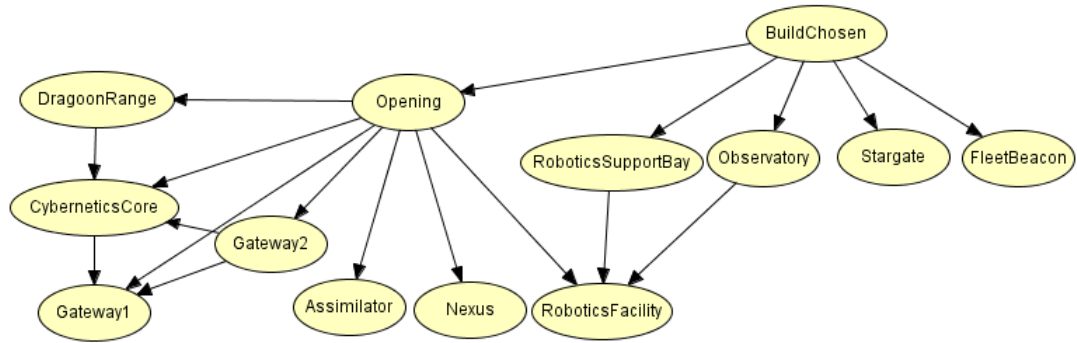 BuildChosen
DragoonRange
Opening
RoboticsSupportBay
Observatory
Stargate
FleetBeacon
CyberneticsCore
Gateway2
Gateway1
Assimilator
Nexus
RoboticsFacility